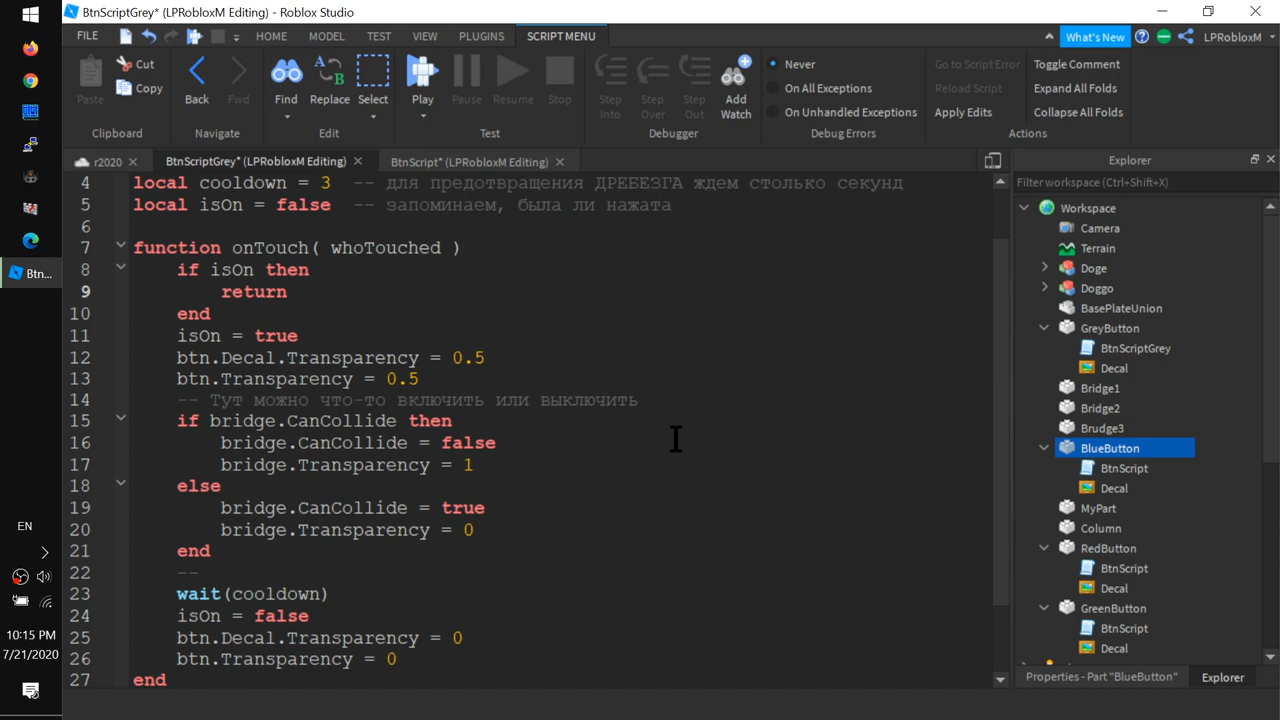 BtnScriptGrey* (LPRobloxM Editing) - Roblox Studio
FILE HOME MODEL TEST VIEW PLUGINS SCRIPT MENU What's New LPRobloxM
Paste Cut Copy Back Fwd Find Replace Select Play Pause Resume Stop Step Into Step Over Step Out Add Watch
Never
On All Exceptions
On Unhandled Exceptions
Go to Script Error
Reload Script
Apply Edits
Toggle Comment
Expand All Folds
Collapse All Folds
Clipboard Navigate Edit Test Debugger Debug Errors Actions
r2020 BtnScriptGrey* (LPRobloxM Editing) BtnScript* (LPRobloxM Editing)
4 local cooldown = 3 -- для предотвращения ДРЕБЕЗГА ждем столько секунд
5 local isOn = false -- запоминаем, была ли нажата
6
7 function onTouch( whoTouched )
8 if isOn then
9 return
10 end
11 isOn = true
12 btn.Decal.Transparency = 0.5
13 btn.Transparency = 0.5
14 -- Тут можно что-то включить или выключить
15 if bridge.CanCollide then
16 bridge.CanCollide = false
17 bridge.Transparency = 1
18 else
19 bridge.CanCollide = true
20 bridge.Transparency = 0
21 end
22 --
23 wait(cooldown)
24 isOn = false
25 btn.Decal.Transparency = 0
26 btn.Transparency = 0
27 end
Explorer
Filter workspace (Ctrl+Shift+X)
Workspace
Camera
Terrain
Doge
Doggo
BasePlateUnion
GreyButton
BtnScriptGrey
Decal
Bridge1
Bridge2
Brudge3
BlueButton
BtnScript
Decal
MyPart
Column
RedButton
BtnScript
Decal
GreenButton
BtnScript
Decal
Properties - Part "BlueButton" Explorer
Btn...
EN
10:15 PM
7/21/2020